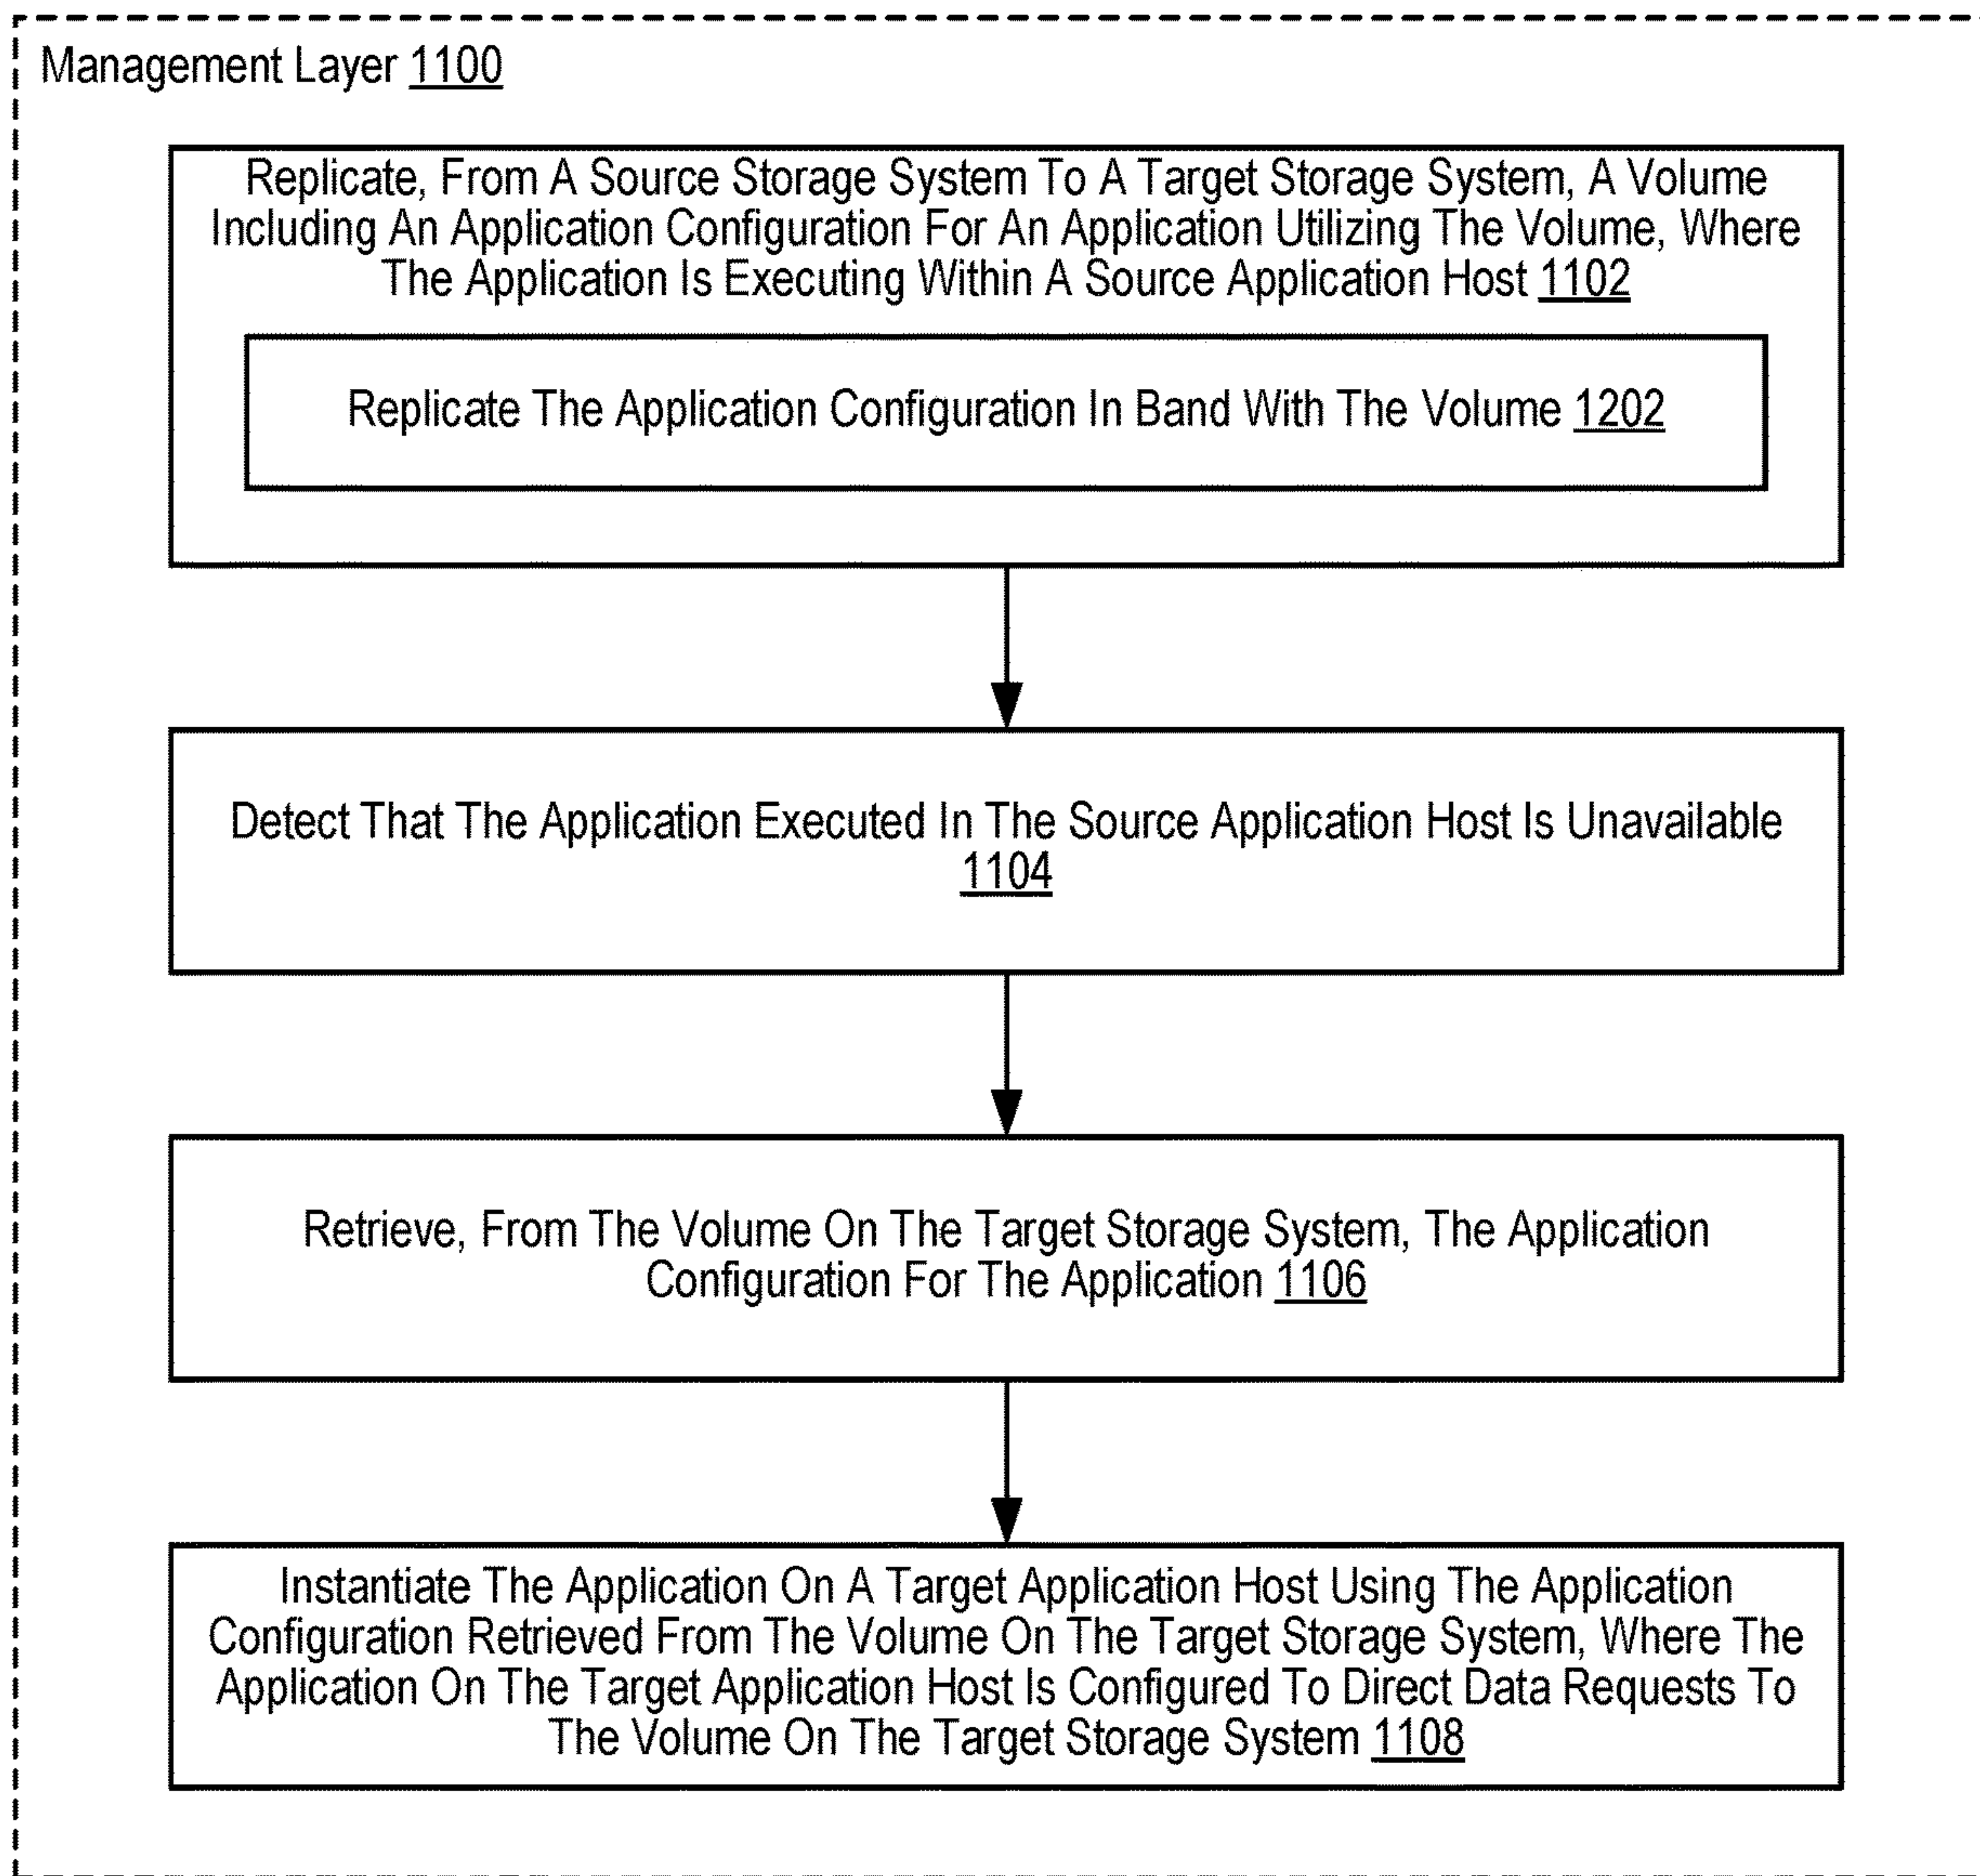 Management Layer 1100
Replicate, From A Source Storage System To A Target Storage System, A Volume
Including An Application Configuration For An Application Utilizing The Volume, Where
The Application Is Executing Within A Source Application Host 1102
Replicate The Application Configuration In Band With The Volume 1202
Detect That The Application Executed In The Source Application Host Is Unavailable
1104
Retrieve, From The Volume On The Target Storage System, The Application
Configuration For The Application 1106
Instantiate The Application On A Target Application Host Using The Application
Configuration Retrieved From The Volume On The Target Storage System, Where The
Application On The Target Application Host Is Configured To Direct Data Requests To
The Volume On The Target Storage System 1108